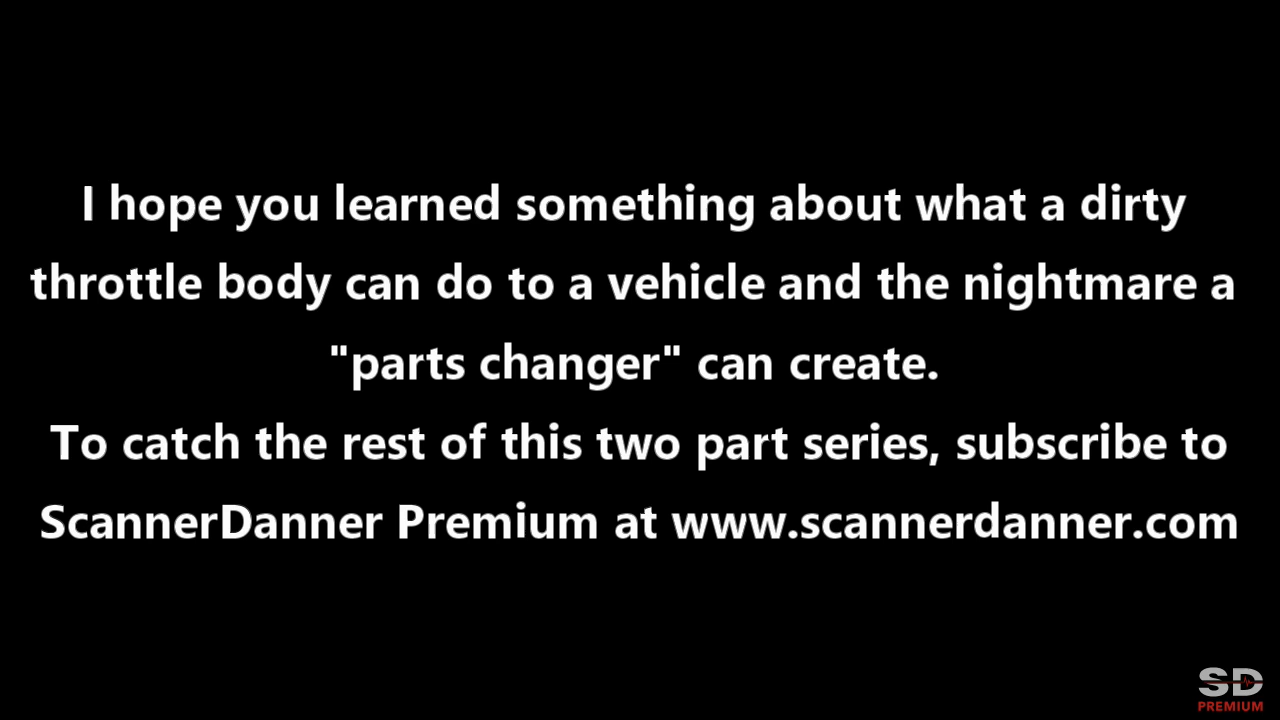 I hope you learned something about what a dirty
throttle body can do to a vehicle and the nightmare a
"parts changer" can create.
To catch the rest of this two part series, subscribe to
ScannerDanner Premium at www.scannerdanner.com
SD
PREMIUM